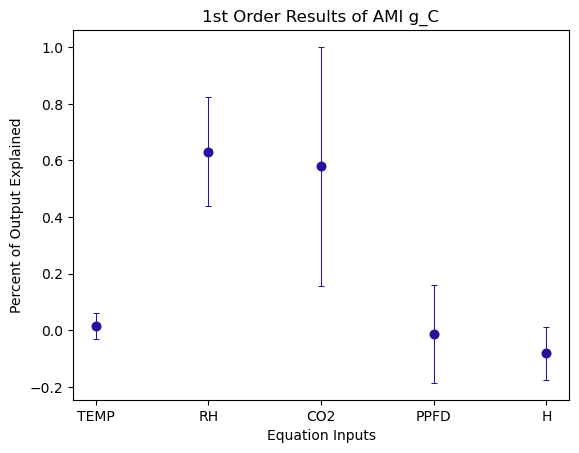 1st Order Results of AMI g_C
Percent of Output Explained
1.0
0.8
0.6
0.4
0.2
0.0
−0.2
TEMP RH CO2 PPFD H
Equation Inputs